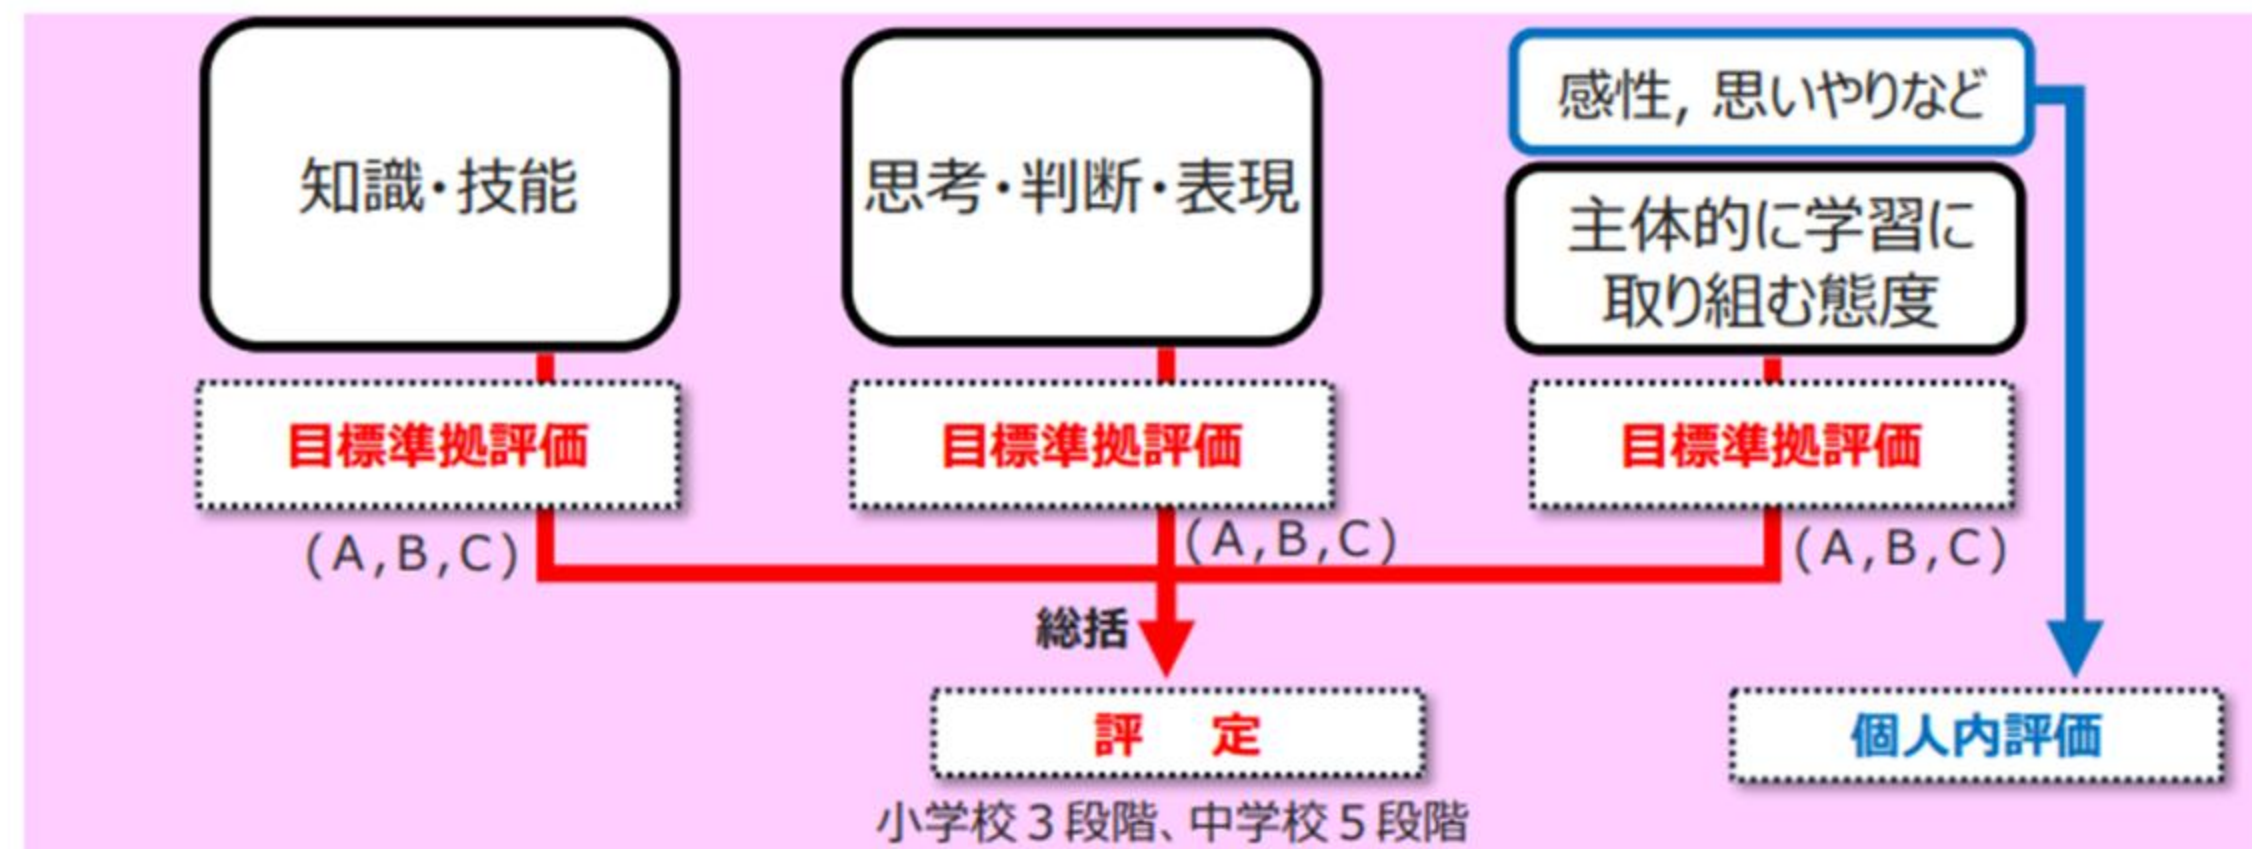 知識・技能
思考・判断・表現
感性, 思いやりなど
主体的に学習に
取り組む態度
目標準拠評価
目標準拠評価
目標準拠評価
(A,B,C)
(A,B,C)
(A,B,C)
総括
評　定
個人内評価
小学校３段階、中学校５段階